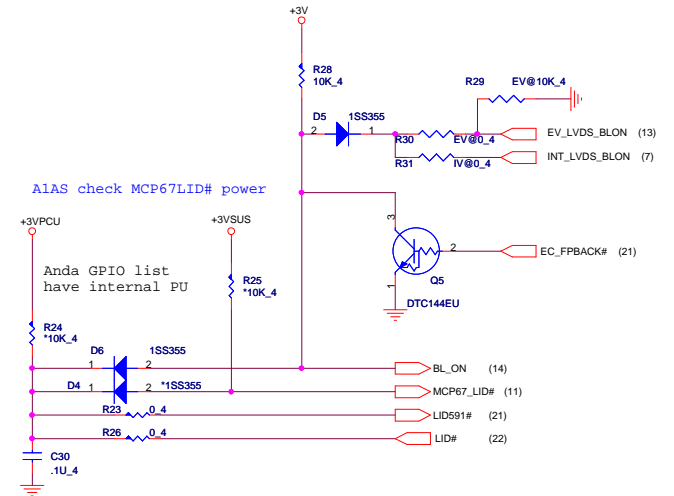 +3V
R28
10K_4
R29 EV@10K_4
D5 1SS355
2 1
R30 EV@0_4
EV_LVDS_BLON (13)
R31 IV@0_4
INT_LVDS_BLON (7)
A1AS check MCP67LID# power
+3VPCU
+3VSUS
3
2
EC_FPBACK# (21)
Q5
1
DTC144EU
Anda GPIO list
have internal PU
R25
*10K_4
R24
*10K_4
D6 1SS355
1 2
BL_ON (14)
D4 1 2 *1SS355
MCP67_LID# (11)
R23 0_4
LID591# (21)
R26 0_4
LID# (22)
C30
.1U_4